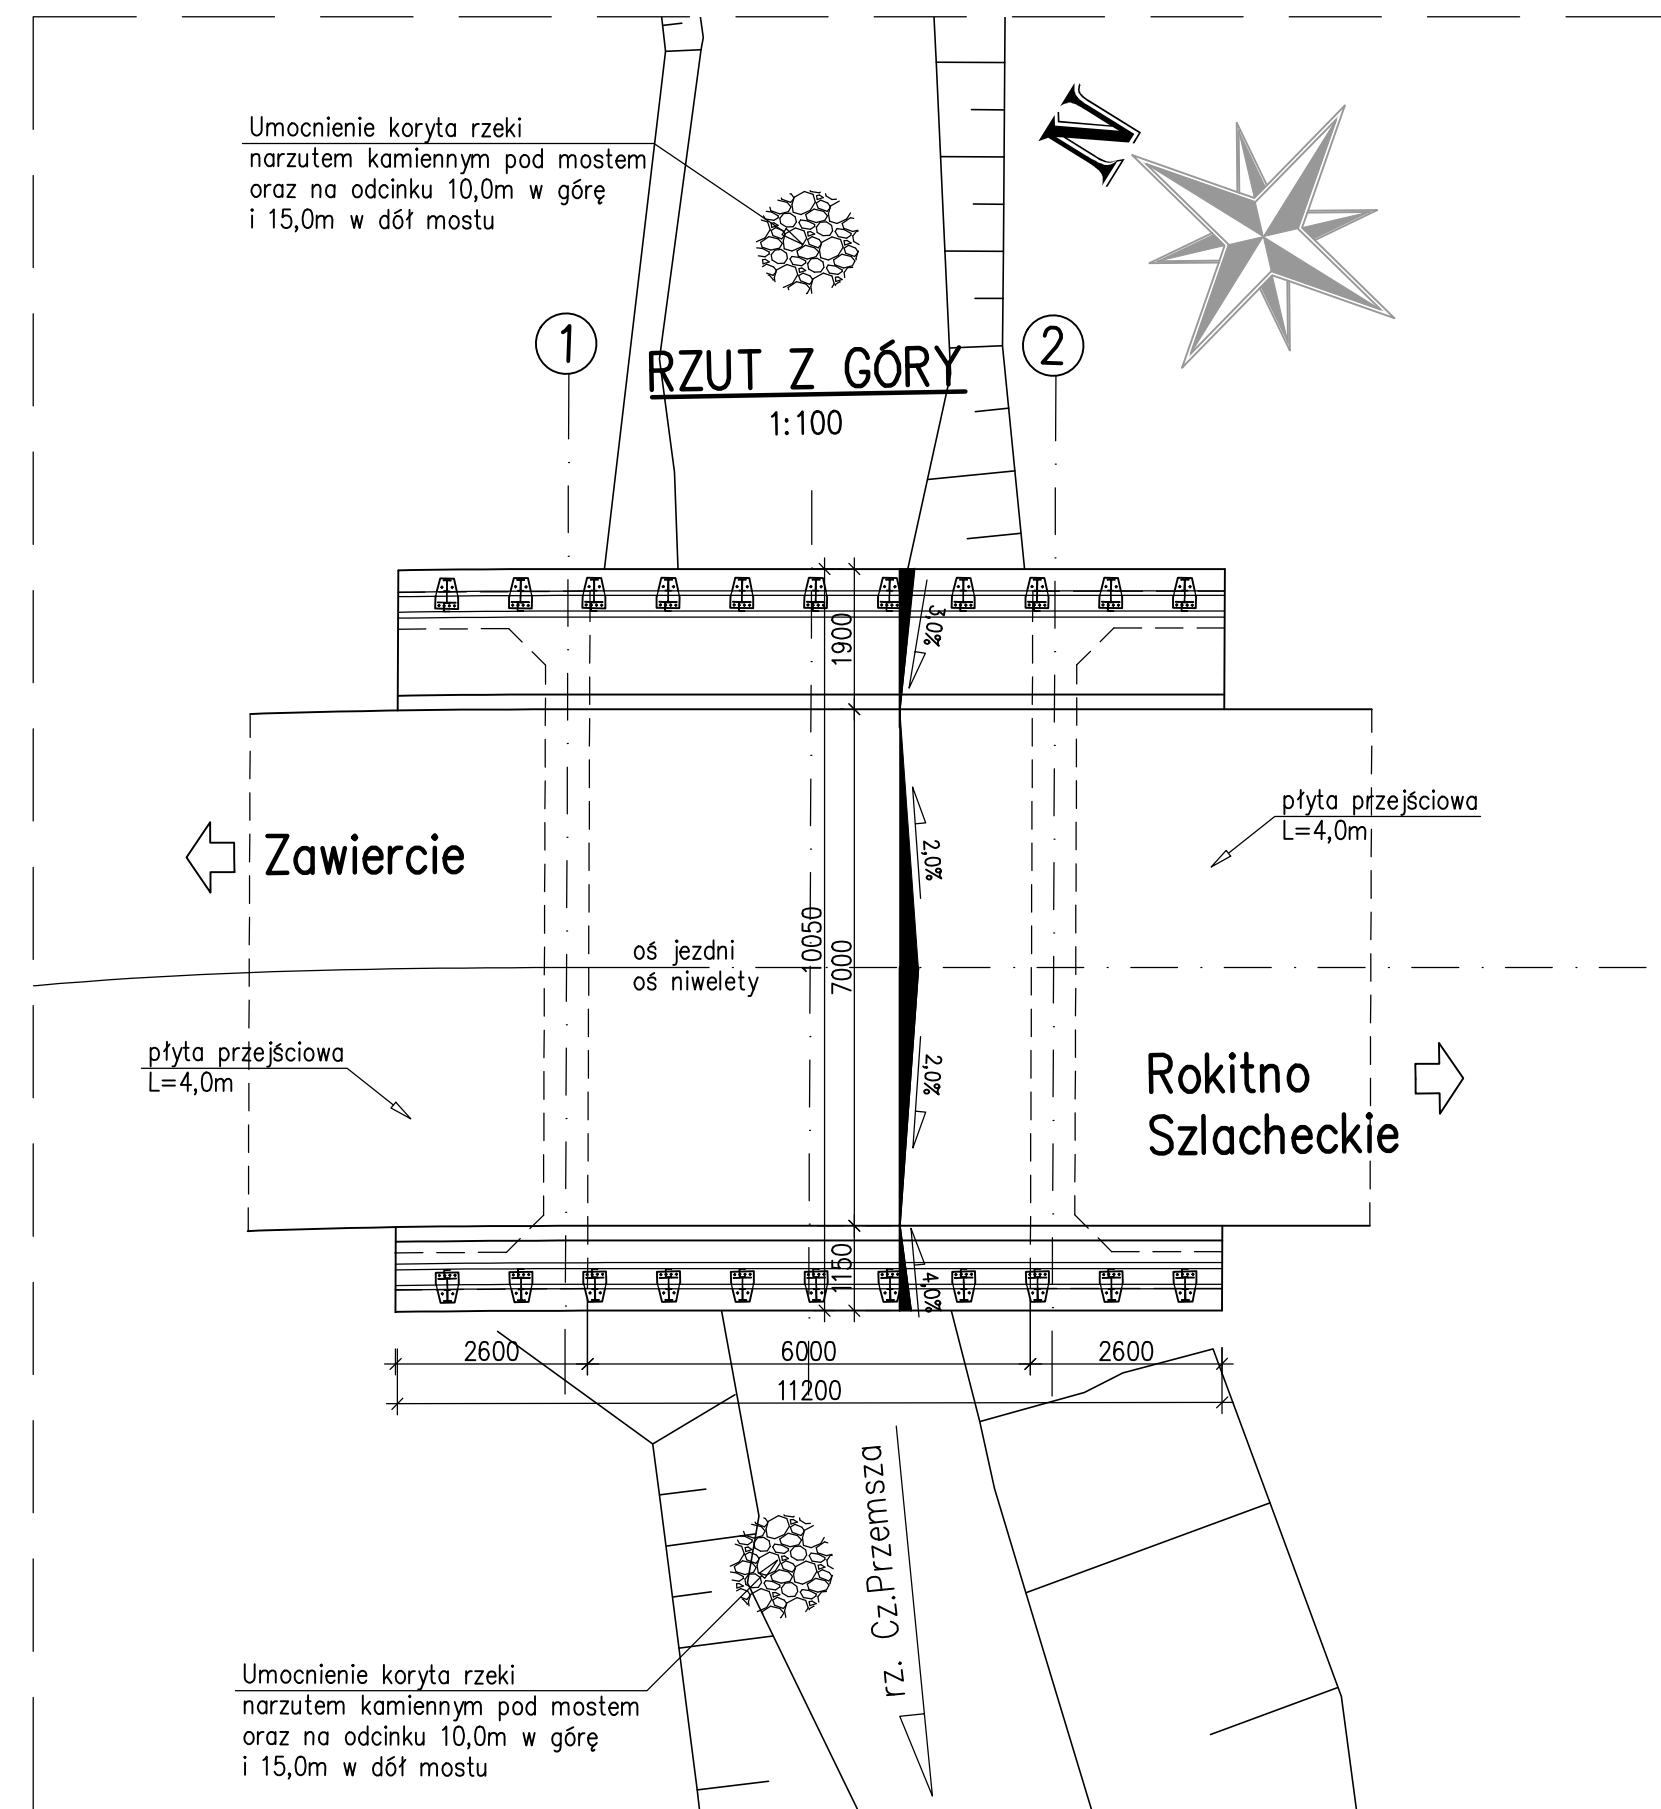 Umocnienie koryta rzeki
narzutem kamiennym pod mostem
oraz na odcinku 10,0m w górę
i 15,0m w dół mostu
N
1
2
RZUT Z GÓRY
1:100
3,0%
1900
płyta przejściowa
L=4,0m
Zawiercie
2,0%
10050
7000
oś jezdni
oś niwelety
płyta przejściowa
L=4,0m
2,0%
Rokitno
Szlacheckie
1150
4,0%
2600
6000
2600
11200
rz. Cz.Przemsza
Umocnienie koryta rzeki
narzutem kamiennym pod mostem
oraz na odcinku 10,0m w górę
i 15,0m w dół mostu